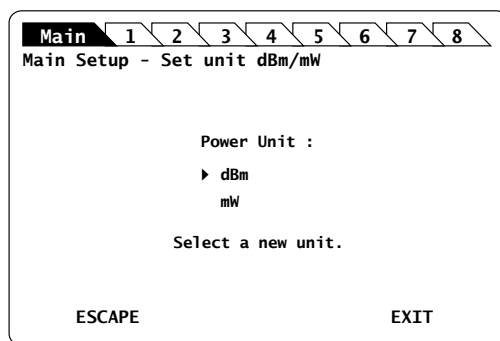 Main 1 2 3 4 5 6 7 8
Main Setup - Set unit dBm/mW
Power Unit :
dBm
mW
Select a new unit.
ESCAPE EXIT